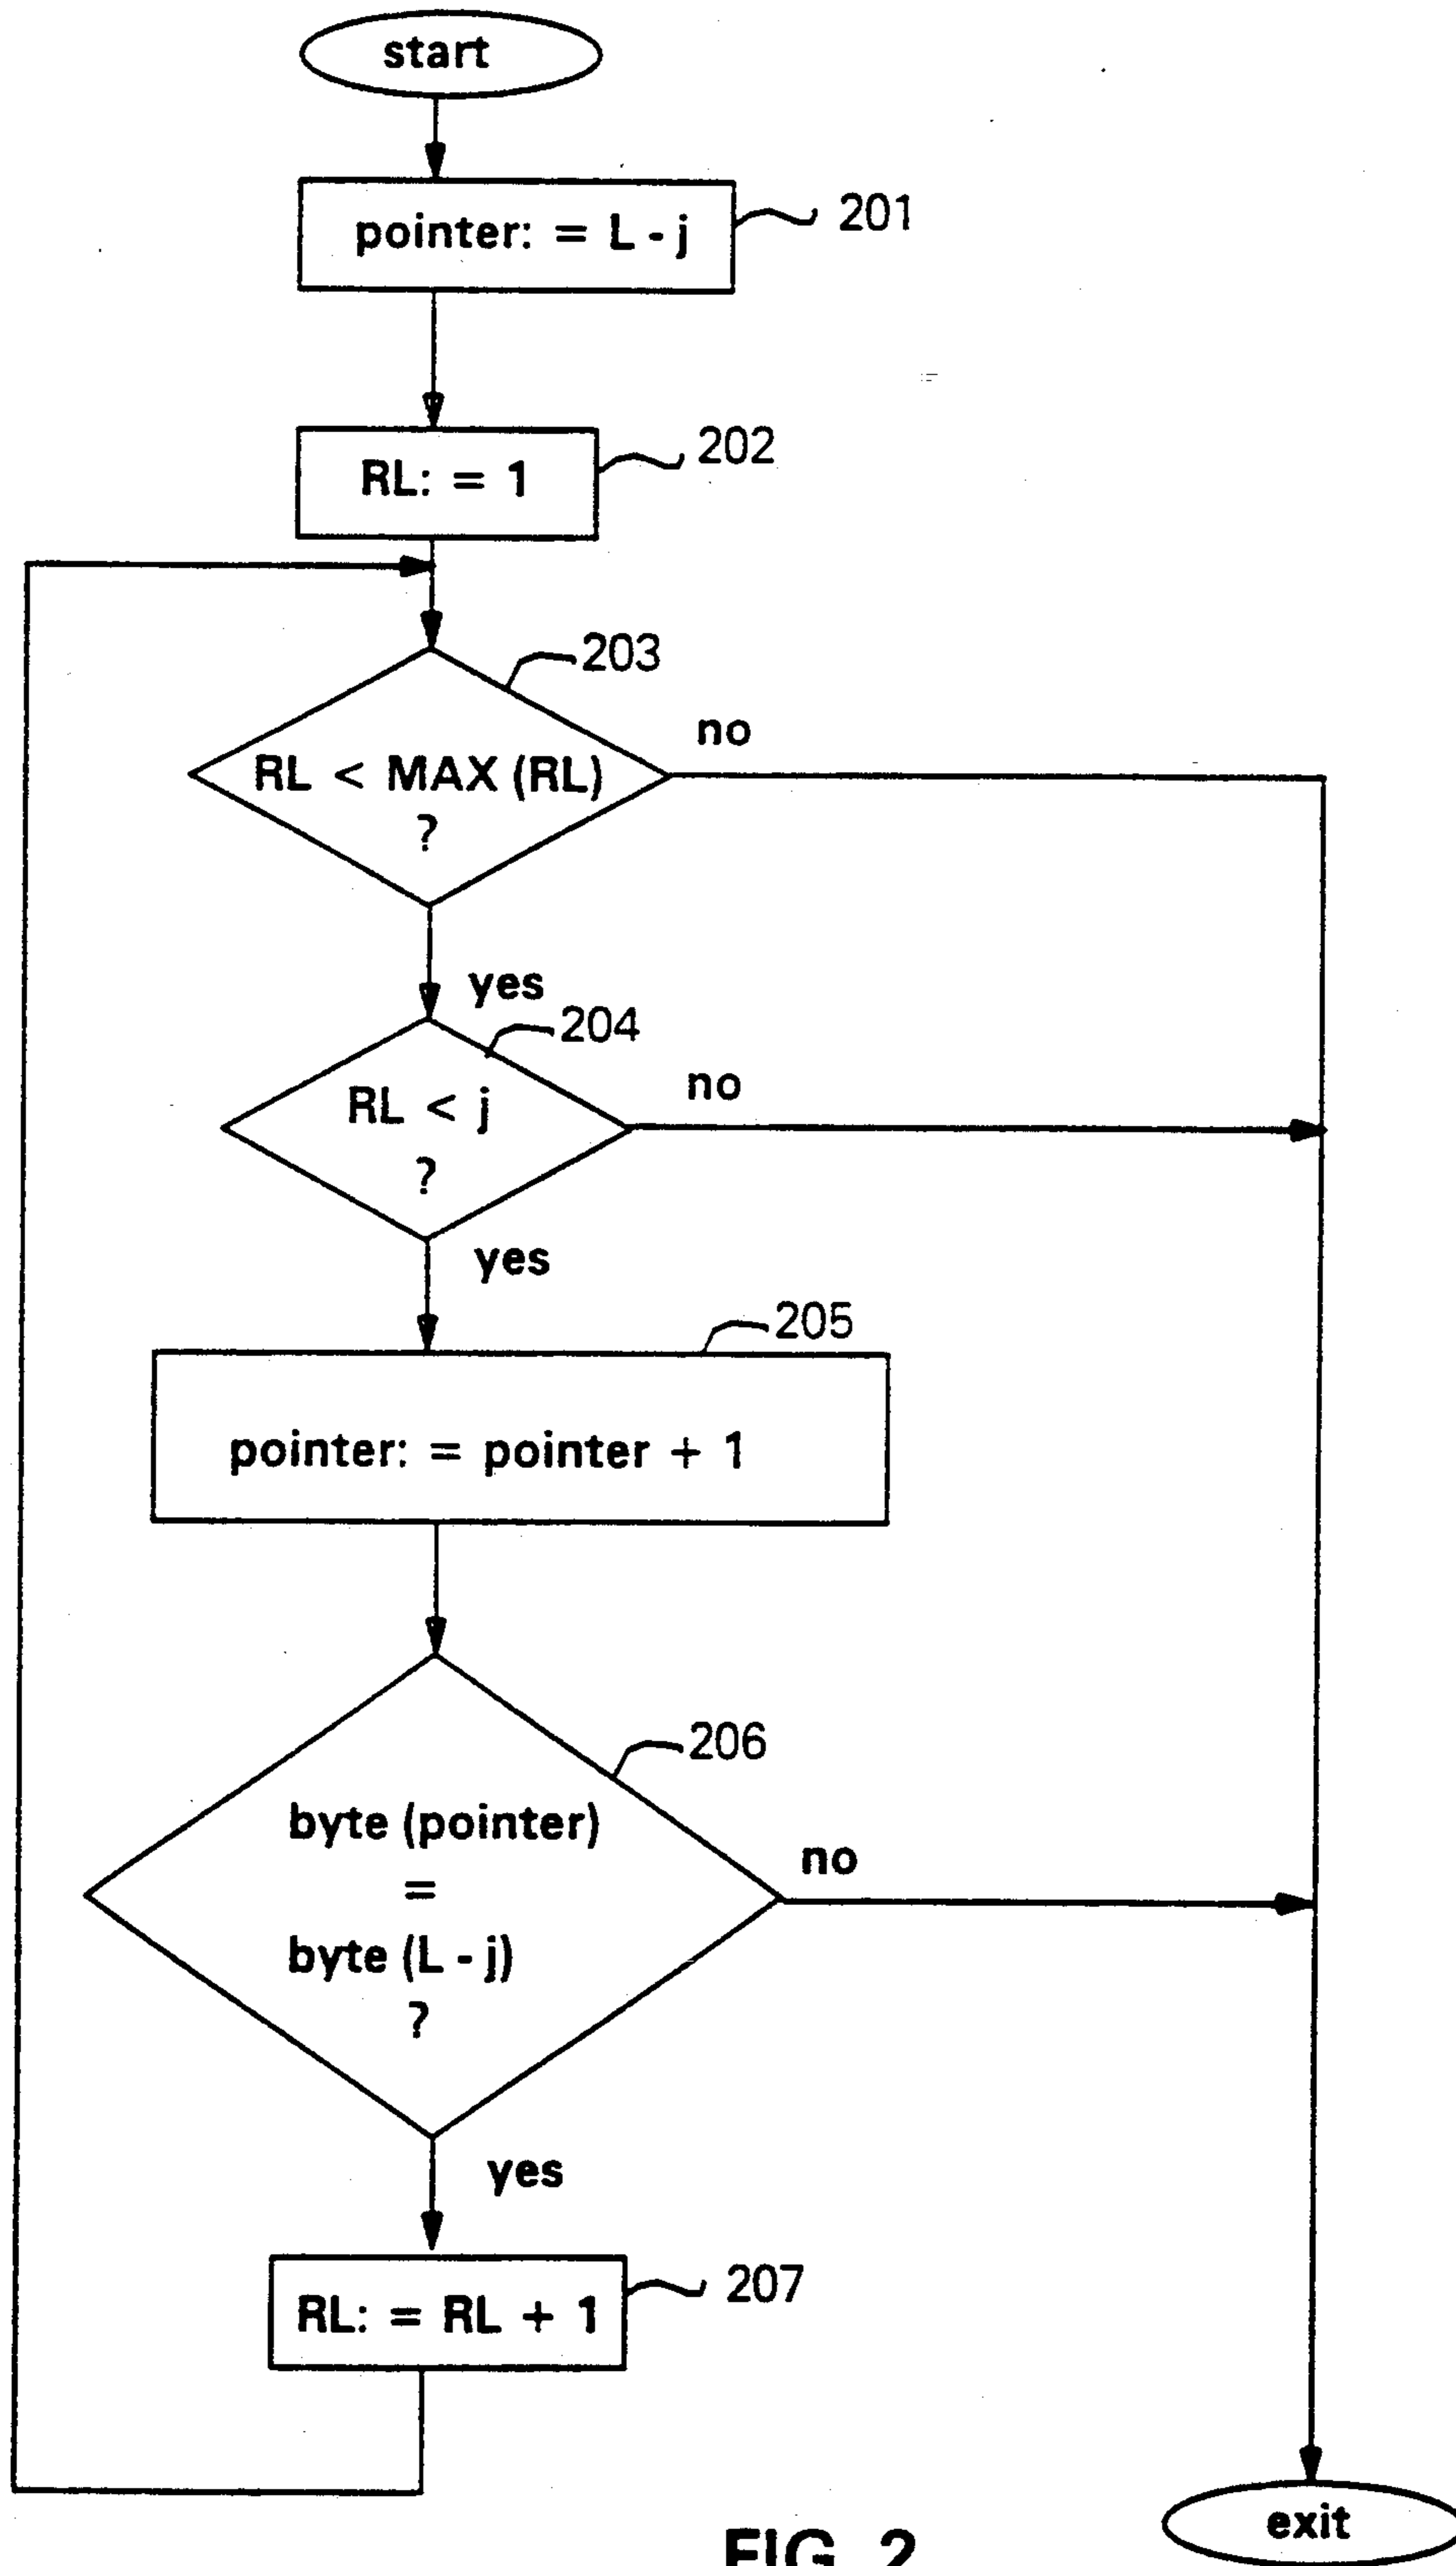 start
pointer: = L - j
201
RL: = 1
202
203
RL < MAX (RL)
?
no
yes
204
RL < j
?
no
yes
205
pointer: = pointer + 1
206
byte (pointer)
=
byte (L - j)
?
no
yes
RL: = RL + 1
207
exit
FIG. 2